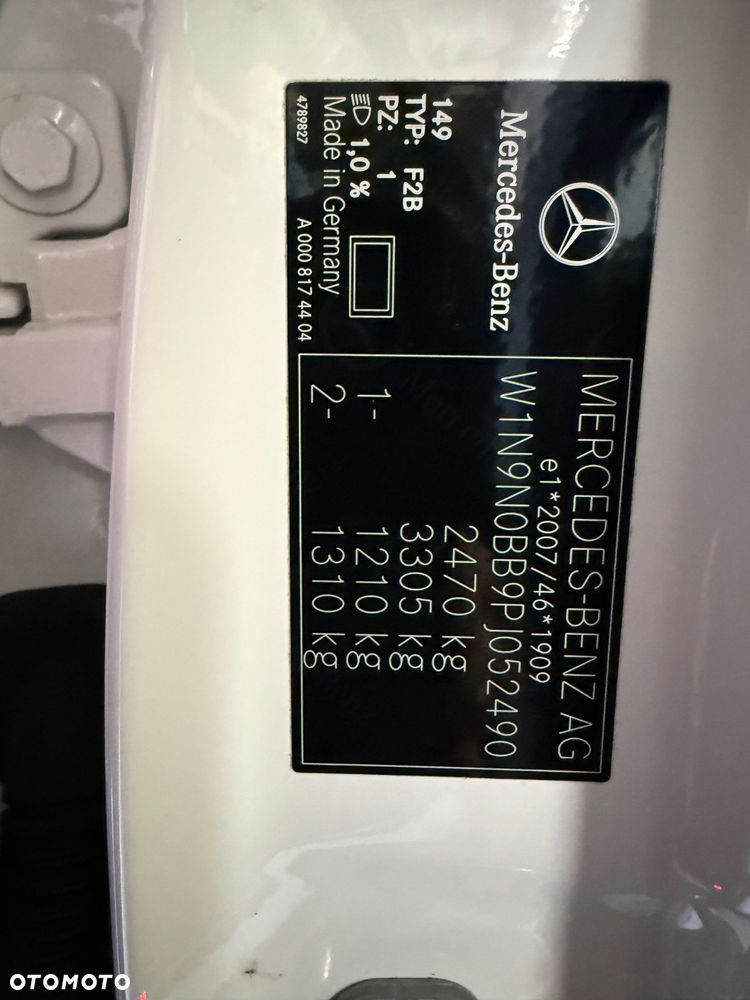 Mercedes-Benz
149
TYP: F2B
PZ: 1
1,0 %
Made in Germany
4789827
A 000 817 44 04
MERCEDES-BENZ AG
e1*2007/46*1909
W1N9N0BB9PJ052490
2470 kg
3305 kg
1- 1210 kg
2- 1310 kg
OTOMOTO